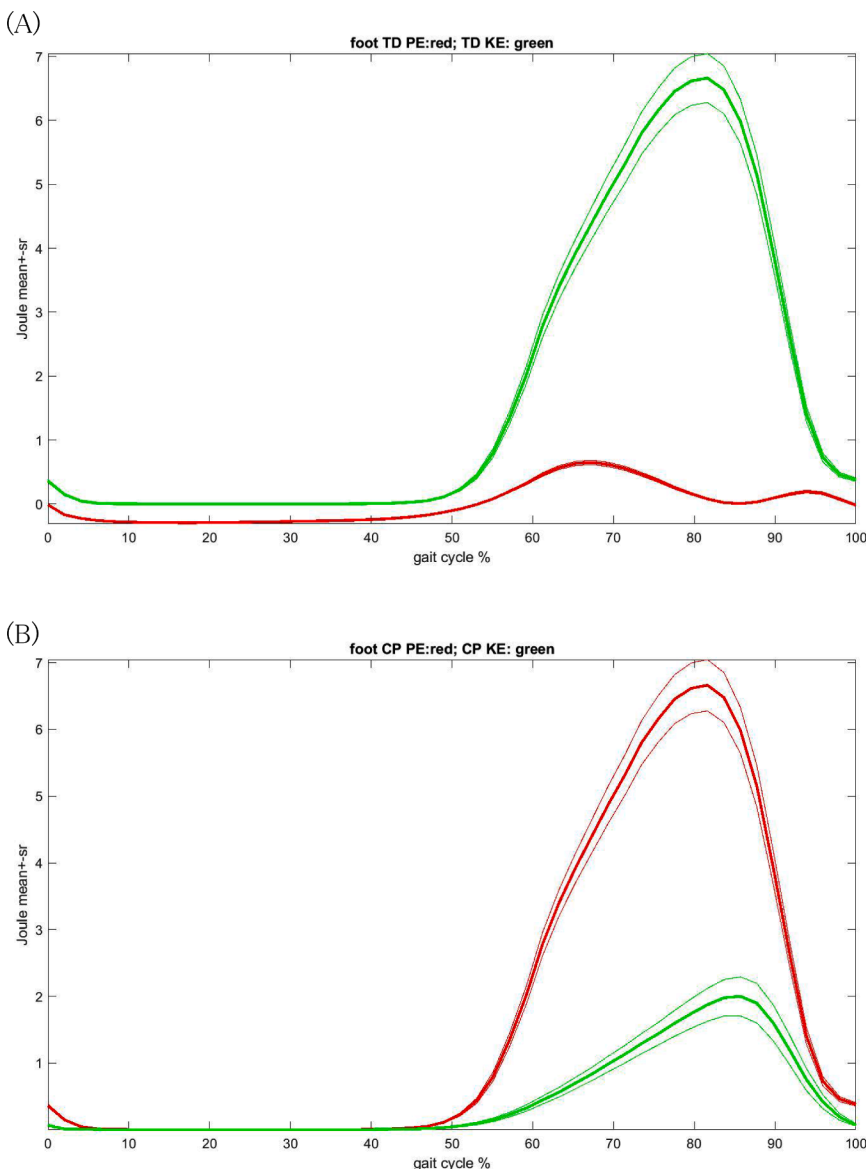 (A)
foot TD PE:red; TD KE: green
7
6
5
4
3
2
1
0
Joule mean+-sr
0 10 20 30 40 50 60 70 80 90 100
gait cycle %
(B)
foot CP PE:red; CP KE: green
7
6
5
4
3
2
1
Joule mean+-sr
0 10 20 30 40 50 60 70 80 90 100
gait cycle %